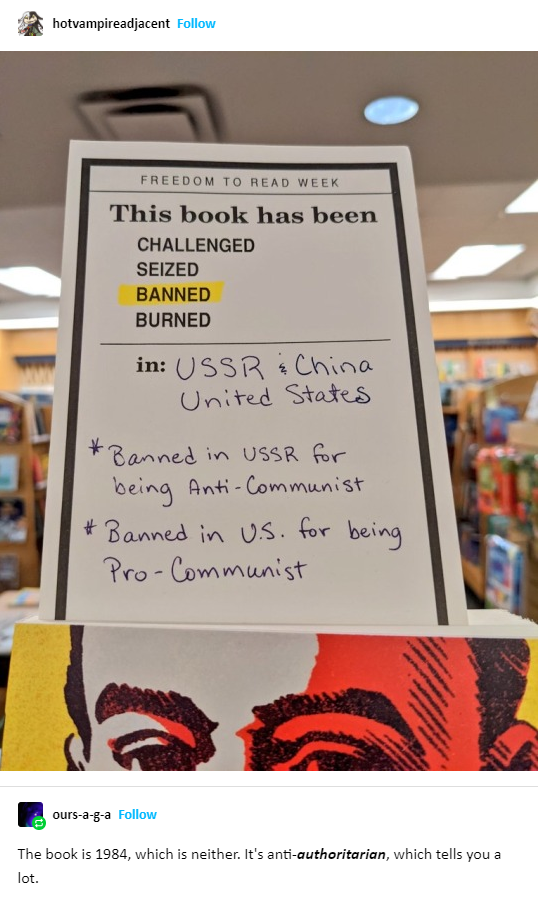 hotvampireadjacent Follow
FREEDOM TO READ WEEK
This book has been
CHALLENGED
SEIZED
BANNED
BURNED
in: USSR & China
United States
* Banned in USSR for
being Anti-Communist
* Banned in U.S. for being
Pro-Communist
ours-a-g-a Follow
The book is 1984, which is neither. It's anti-authoritarian, which tells you a
lot.